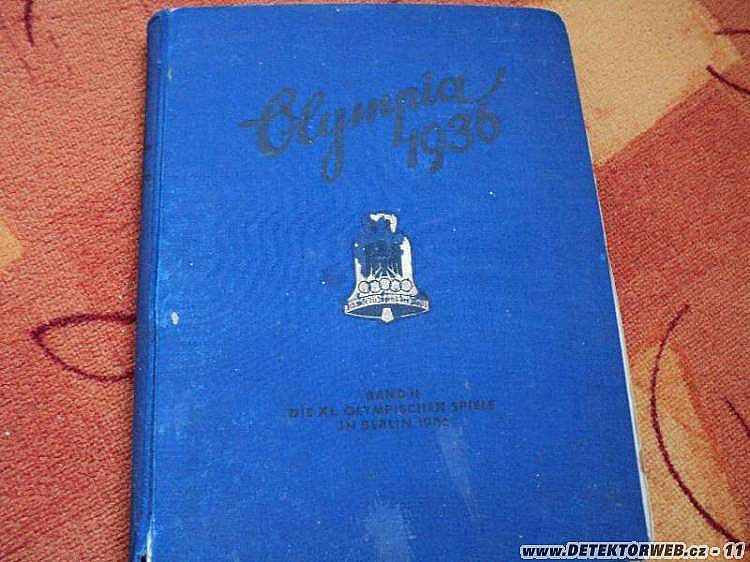 Olympia
1936
BAND II
DIE XI. OLYMPISCHEN SPIELE
IN BERLIN 1936
www.DETEKTORWEB.cz - 11